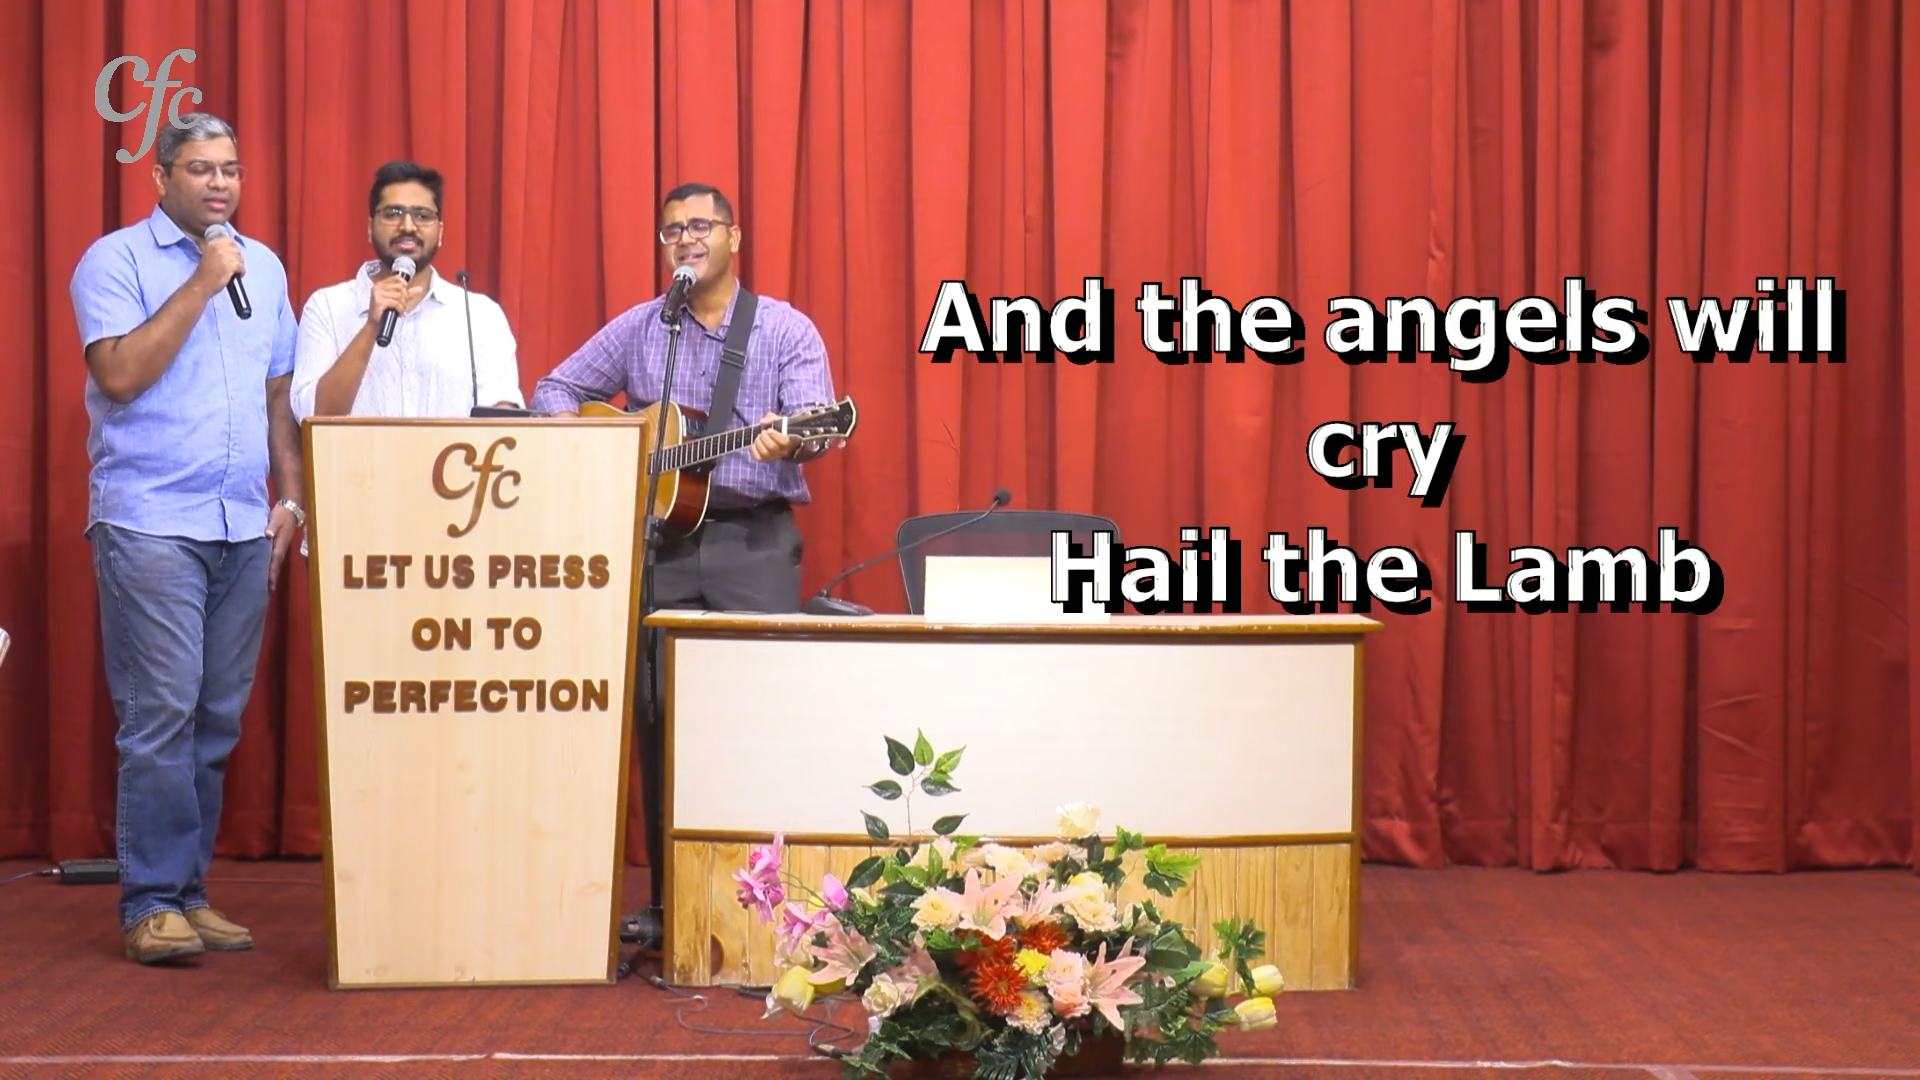 cfc
cfc
LET US PRESS
ON TO
PERFECTION
And the angels will
cry
Hail the Lamb